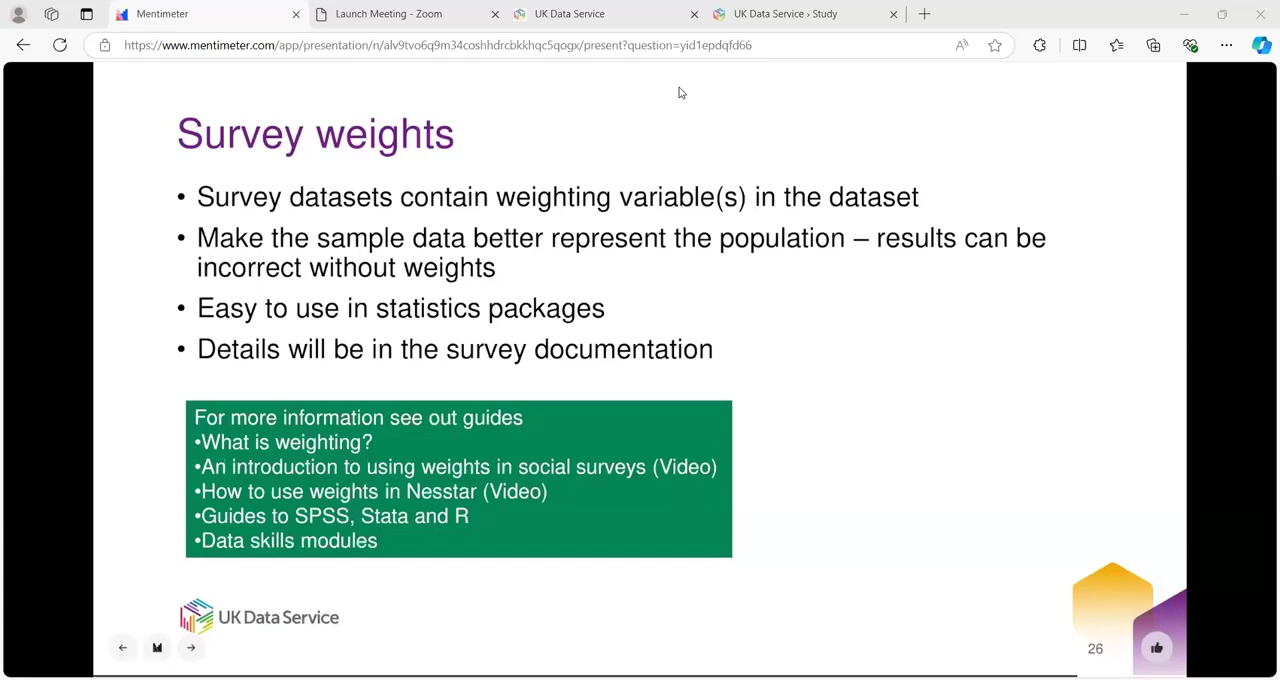 Mentimeter
Launch Meeting - Zoom
UK Data Service
UK Data Service › Study
https://www.mentimeter.com/app/presentation/n/alv9tvo6q9m34coshhdrcbkkhqc5qogx/present?question=yid1epdqfd66
Survey weights
• Survey datasets contain weighting variable(s) in the dataset
• Make the sample data better represent the population – results can be
incorrect without weights
• Easy to use in statistics packages
• Details will be in the survey documentation
For more information see out guides
•What is weighting?
•An introduction to using weights in social surveys (Video)
•How to use weights in Nesstar (Video)
•Guides to SPSS, Stata and R
•Data skills modules
UK Data Service
26